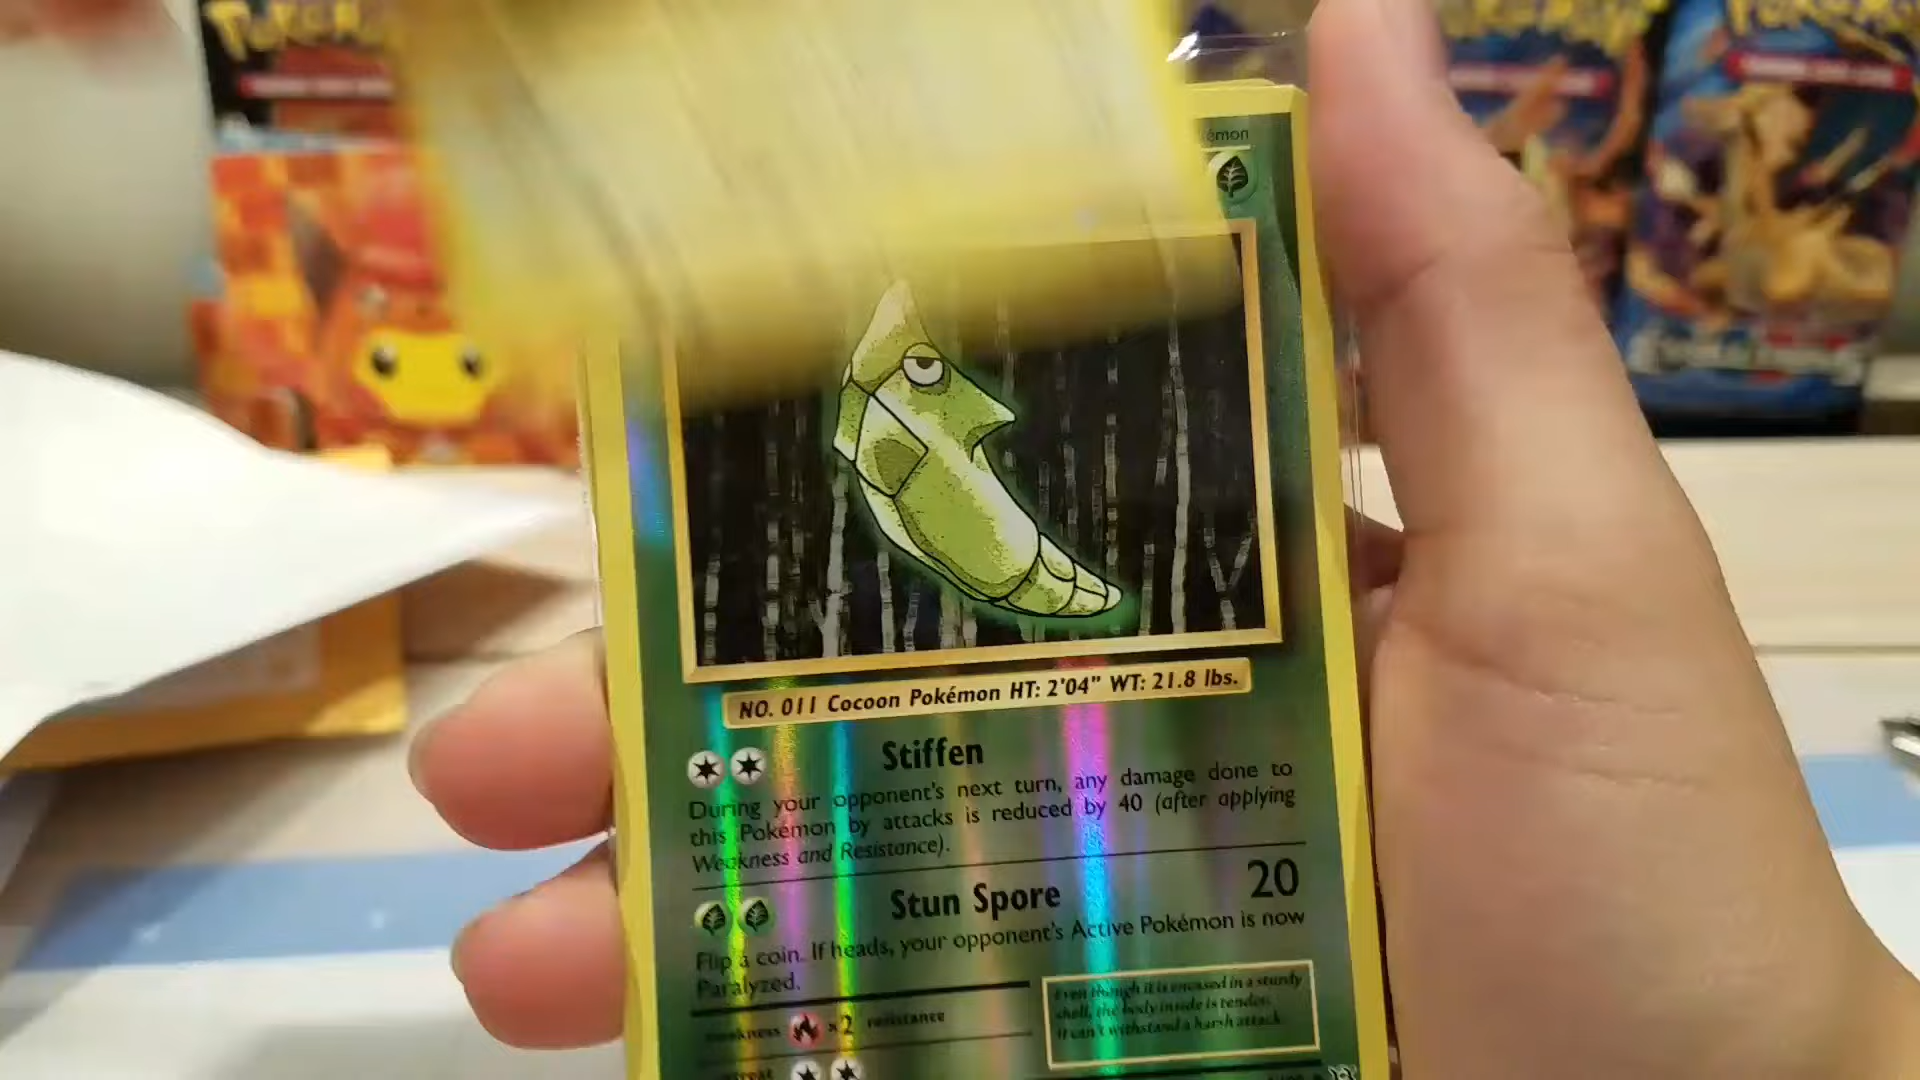 POKéMON
émon
NO. 011 Cocoon Pokémon HT: 2'04" WT: 21.8 lbs.
Stiffen
During your opponent's next turn, any damage done to
this Pokémon by attacks is reduced by 40 (after applying
Weakness and Resistance).
Stun Spore 20
Flip a coin. If heads, your opponent's Active Pokémon is now
Paralyzed.
weakness x2 resistance
Even though it is encased in a sturdy
shell, the body inside is tender.
It can't withstand a harsh attack.